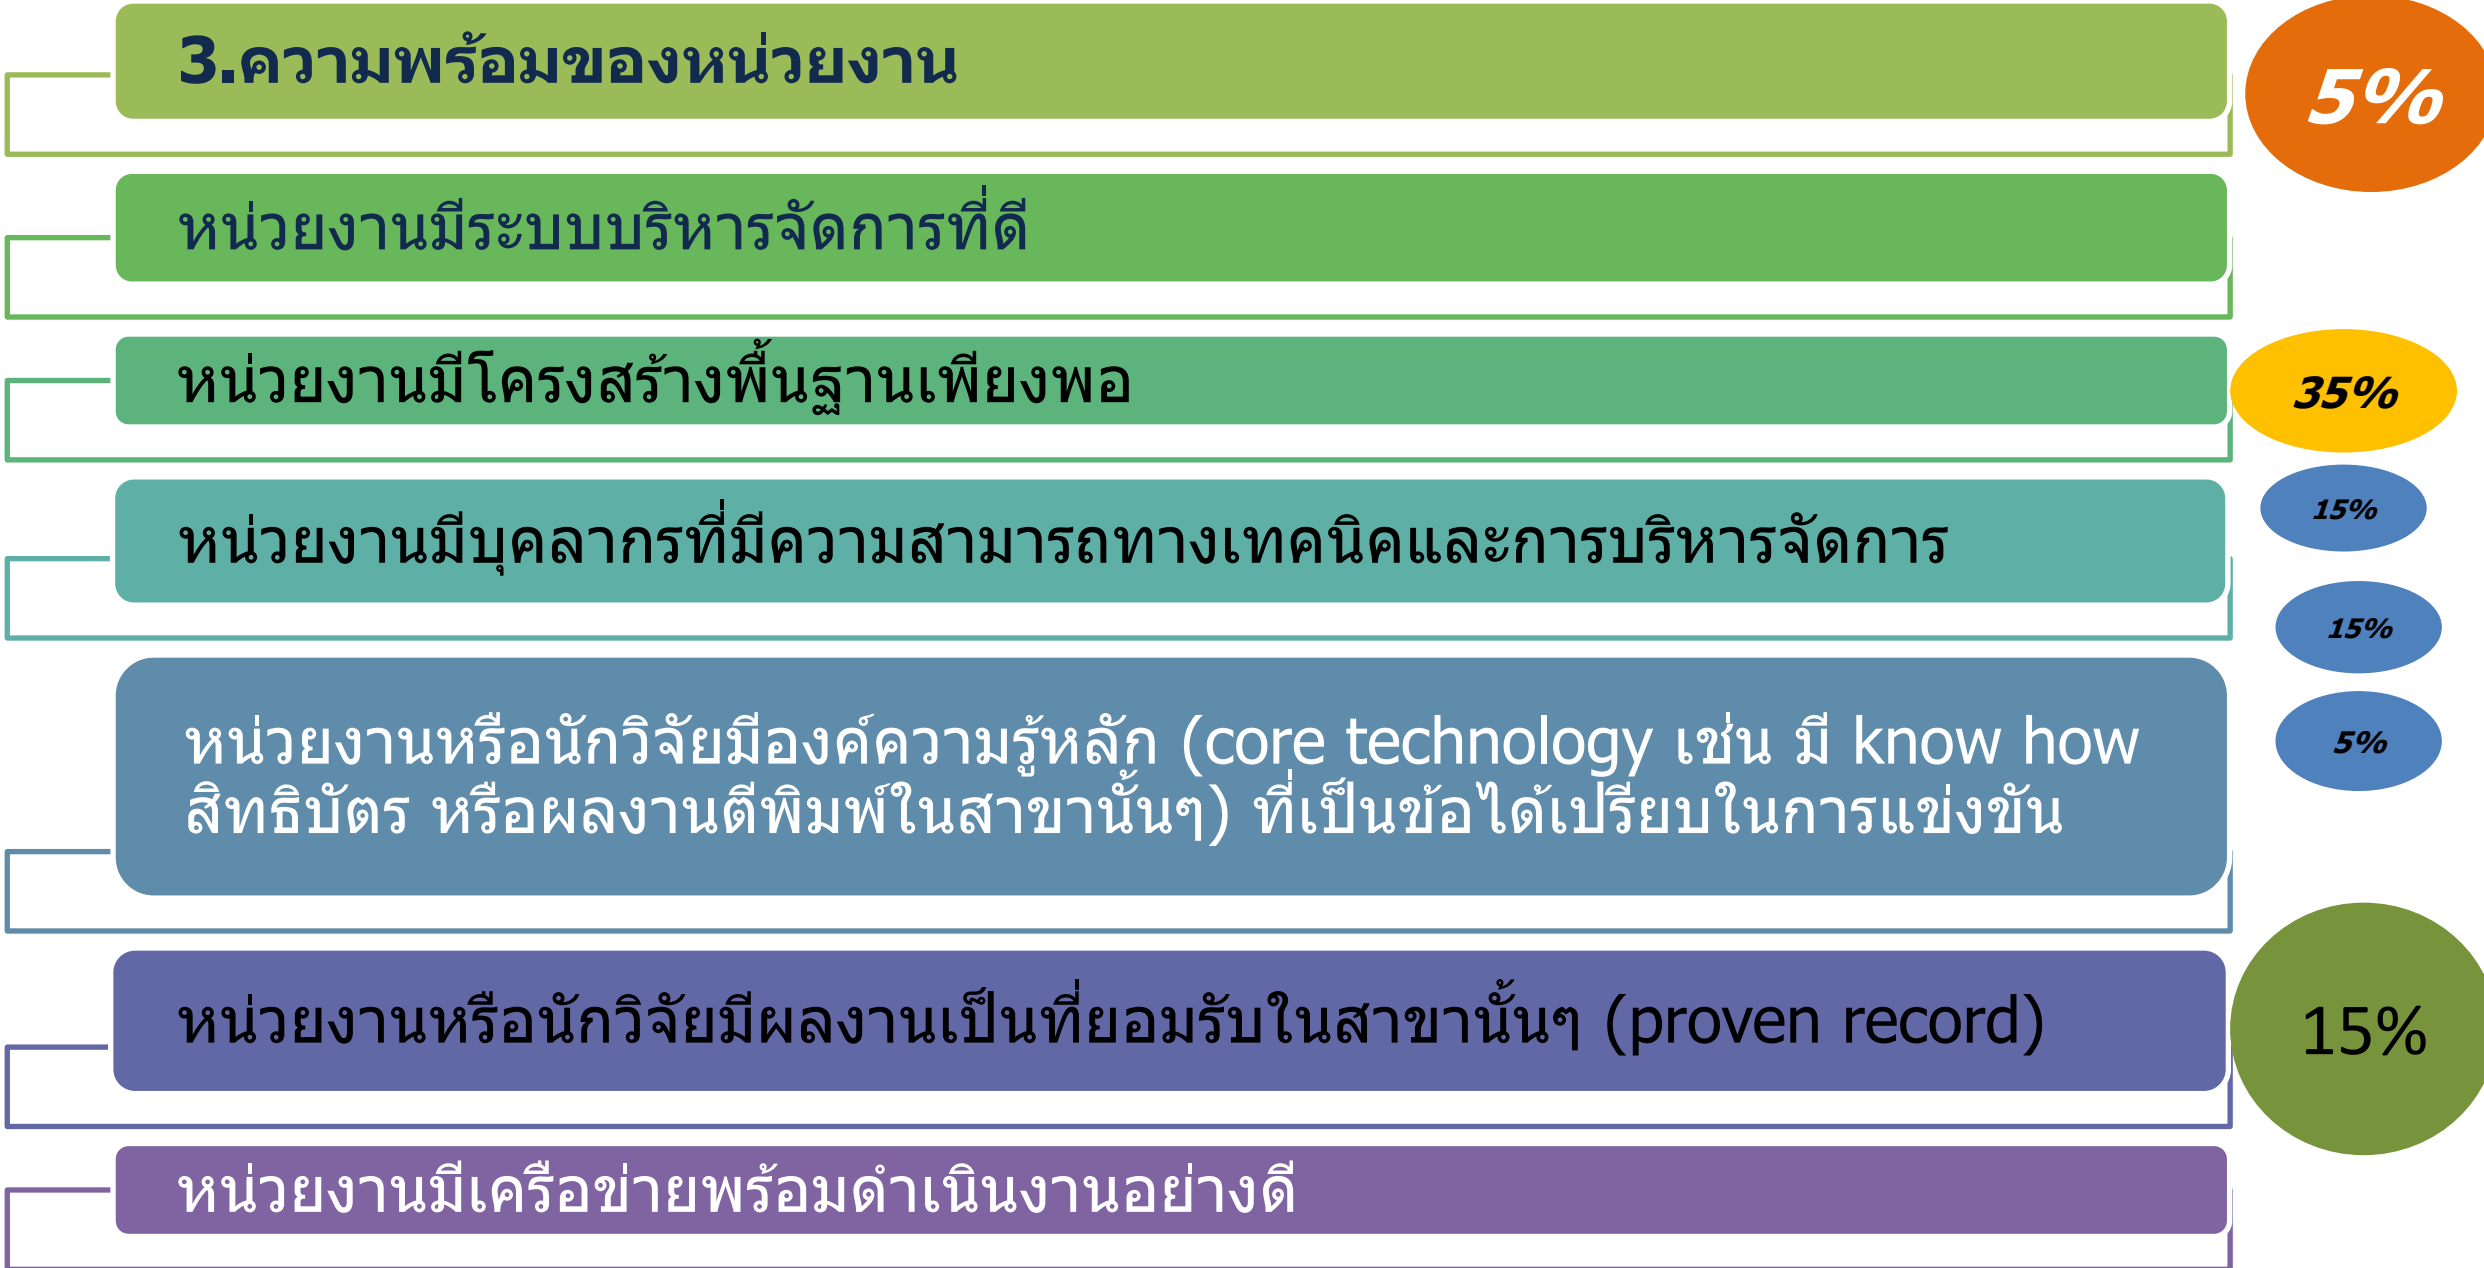 3.ความพร้อมของหน่วยงาน
5%
หน่วยงานมีระบบบริหารจัดการที่ดี
หน่วยงานมีโครงสร้างพื้นฐานเพียงพอ
35%
หน่วยงานมีบุคลากรที่มีความสามารถทางเทคนิคและการบริหารจัดการ
15%
15%
หน่วยงานหรือนักวิจัยมีองค์ความรู้หลัก (core technology เช่น มี know how
สิทธิบัตร หรือผลงานตีพิมพ์ในสาขานั้นๆ) ที่เป็นข้อได้เปรียบในการแข่งขัน
5%
หน่วยงานหรือนักวิจัยมีผลงานเป็นที่ยอมรับในสาขานั้นๆ (proven record)
15%
หน่วยงานมีเครือข่ายพร้อมดำเนินงานอย่างดี